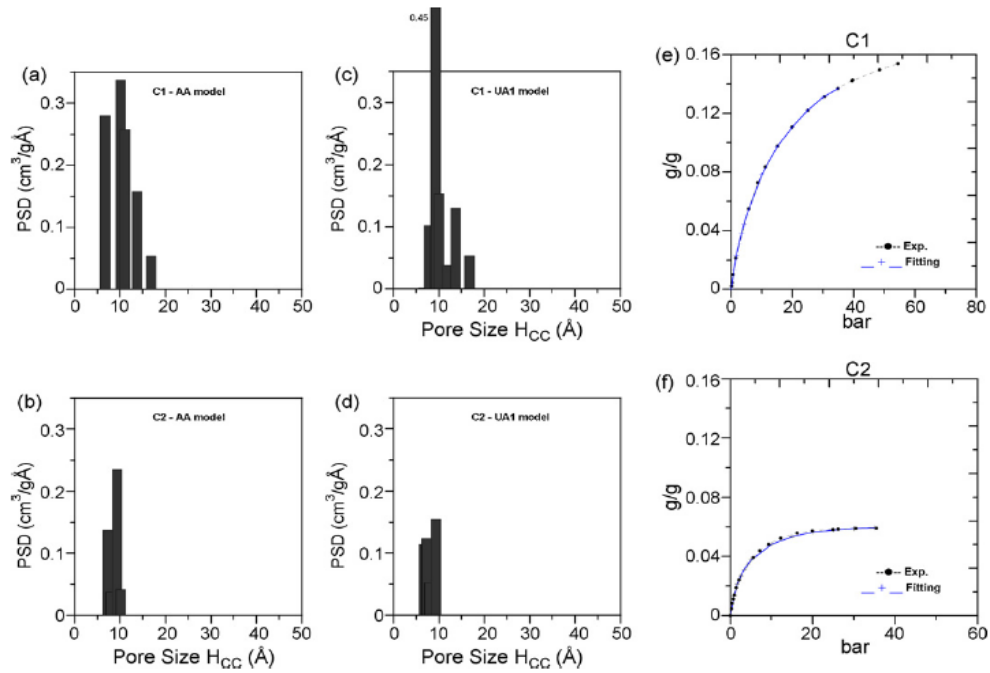 (a)
C1 - AA model
PSD (cm³/gÅ)
0.3
0.2
0.1
0
0 10 20 30 40 50
(c)
0.45
C1 - UA1 model
PSD (cm³/gÅ)
0.3
0.2
0.1
0
0 10 20 30 40 50
Pore Size H_CC (Å)
(e)
C1
g/g
0.16
0.12
0.08
0.04
0
Exp.
Fitting
0 20 40 60 80
bar
(b)
C2 - AA model
PSD (cm³/gÅ)
0.3
0.2
0.1
0
0 10 20 30 40 50
Pore Size H_CC (Å)
(d)
C2 - UA1 model
PSD (cm³/gÅ)
0.3
0.2
0.1
0
0 10 20 30 40 50
Pore Size H_CC (Å)
(f)
C2
g/g
0.16
0.12
0.08
0.04
0
Exp.
Fitting
0 20 40 60
bar